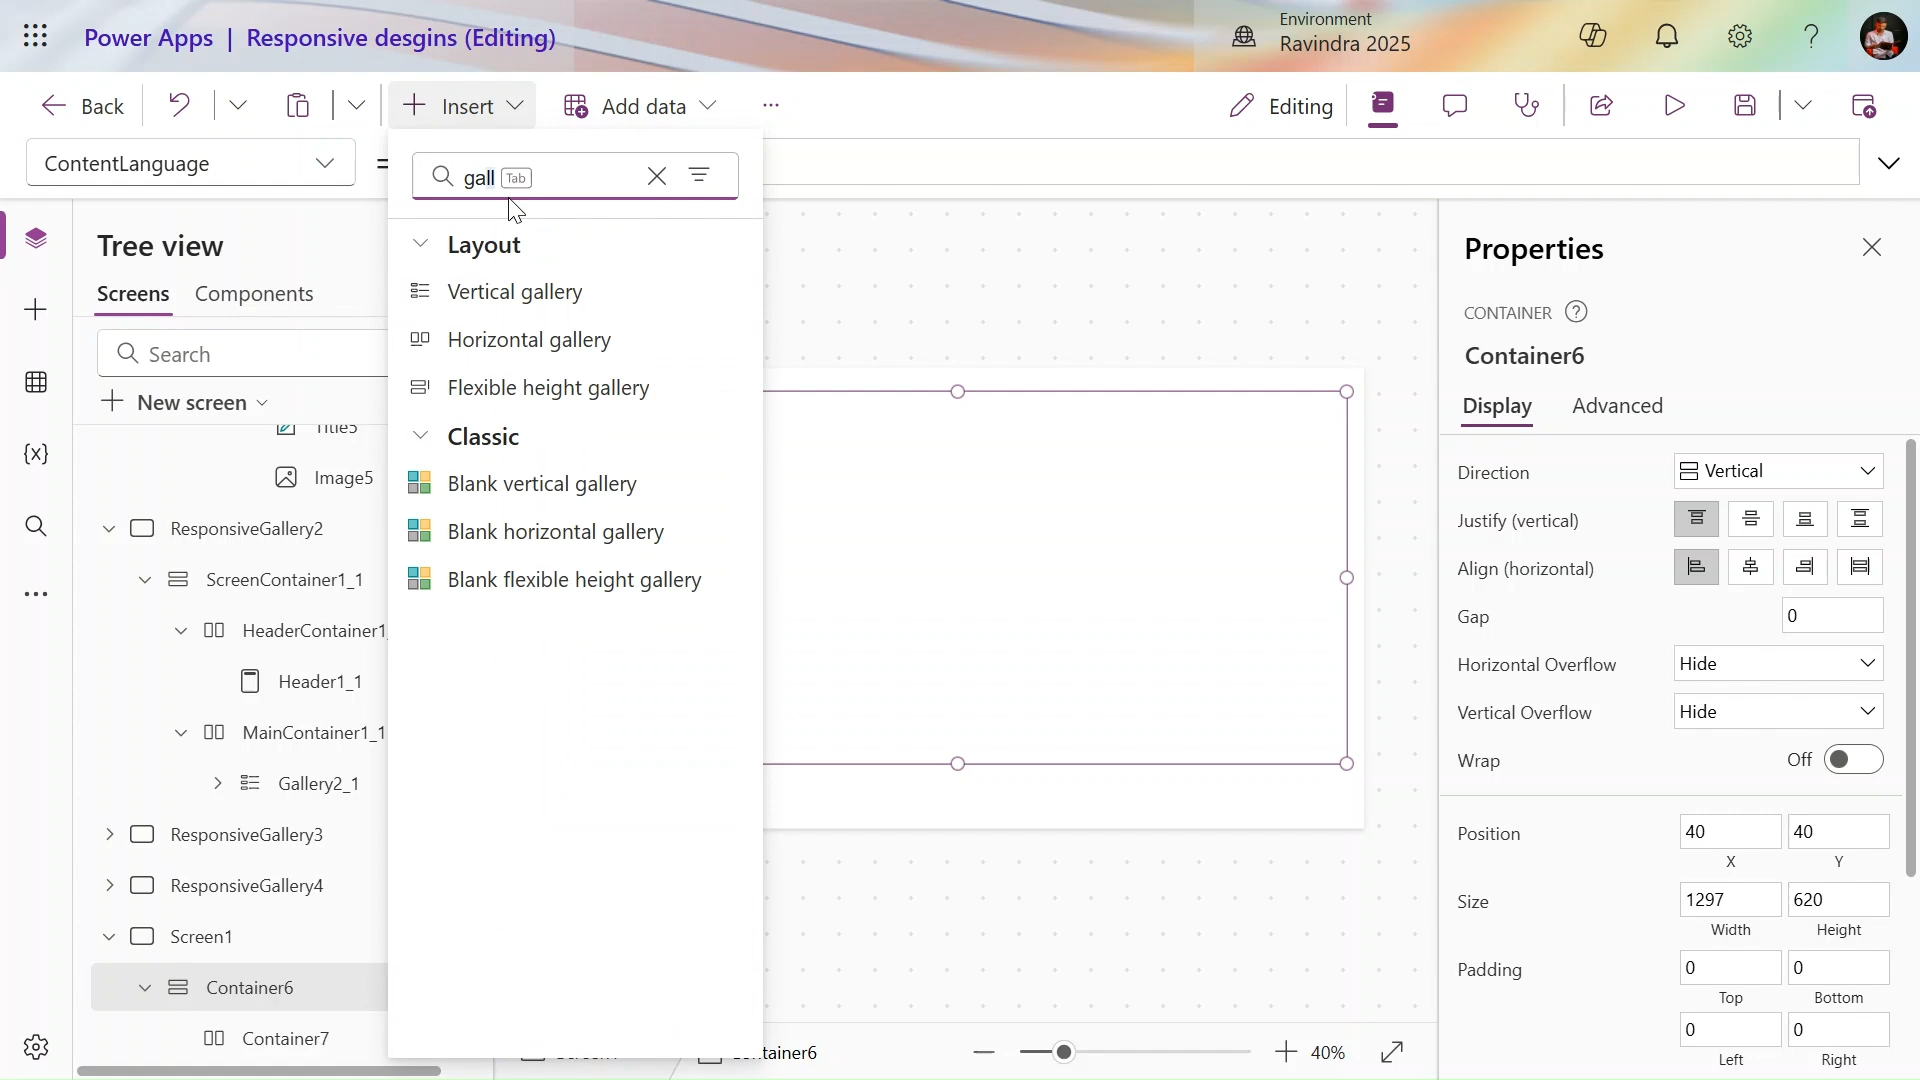 Power Apps | Responsive desgins (Editing)
Environment
Ravindra 2025
Back
Insert
Add data
Editing
ContentLanguage
=
gall Tab
Layout
Vertical gallery
Horizontal gallery
Flexible height gallery
Classic
Blank vertical gallery
Blank horizontal gallery
Blank flexible height gallery
Tree view
Screens
Components
Search
New screen
Title5
Image5
ResponsiveGallery2
ScreenContainer1_1
HeaderContainer1_
Header1_1
MainContainer1_1
Gallery2_1
ResponsiveGallery3
ResponsiveGallery4
Screen1
Container6
Container7
tainer6
40%
Properties
CONTAINER
Container6
Display
Advanced
Direction
Vertical
Justify (vertical)
Align (horizontal)
Gap
0
Horizontal Overflow
Hide
Vertical Overflow
Hide
Wrap
Off
Position
40
40
X
Y
Size
1297
620
Width
Height
Padding
0
0
Top
Bottom
0
0
Left
Right